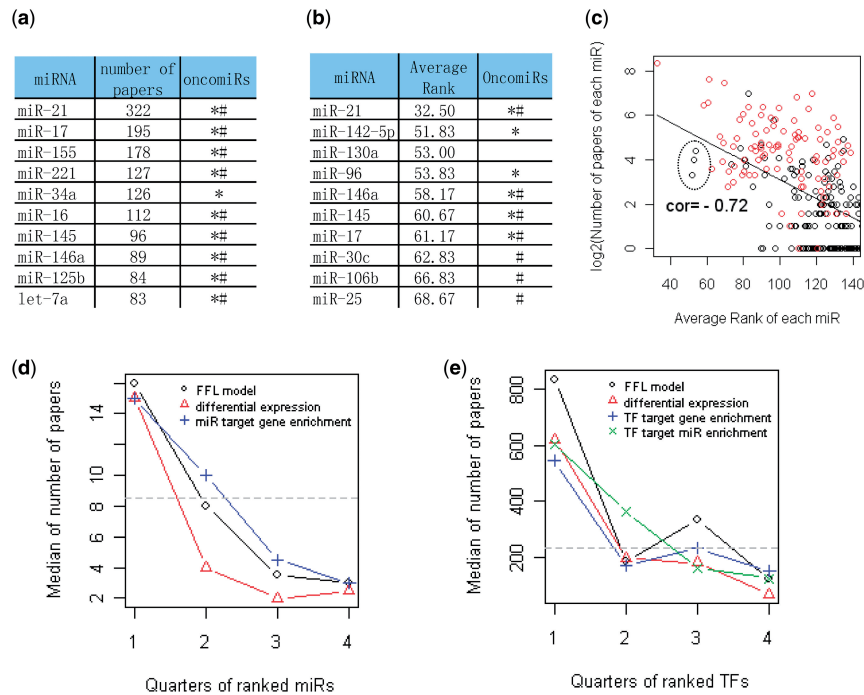 (a)
miRNA number of papers oncomiRs
miR-21 322 *#
miR-17 195 *#
miR-155 178 *#
miR-221 127 *#
miR-34a 126 *
miR-16 112 *#
miR-145 96 *#
miR-146a 89 *#
miR-125b 84 *#
let-7a 83 *#
(b)
miRNA Average Rank OncomiRs
miR-21 32.50 *#
miR-142-5p 51.83 *
miR-130a 53.00
miR-96 53.83 *
miR-146a 58.17 *#
miR-145 60.67 *#
miR-17 61.17 *#
miR-30c 62.83 #
miR-106b 66.83 #
miR-25 68.67 #
(c)
log2(Number of papers of each miR)
8
6
4
2
0
cor= - 0.72
40 60 80 100 120 140
Average Rank of each miR
(d)
Median of number of papers
14
10
8
6
4
2
FFL model
differential expression
miR target gene enrichment
1 2 3 4
Quarters of ranked miRs
(e)
Median of number of papers
800
600
400
200
FFL model
differential expression
TF target gene enrichment
TF target miR enrichment
1 2 3 4
Quarters of ranked TFs